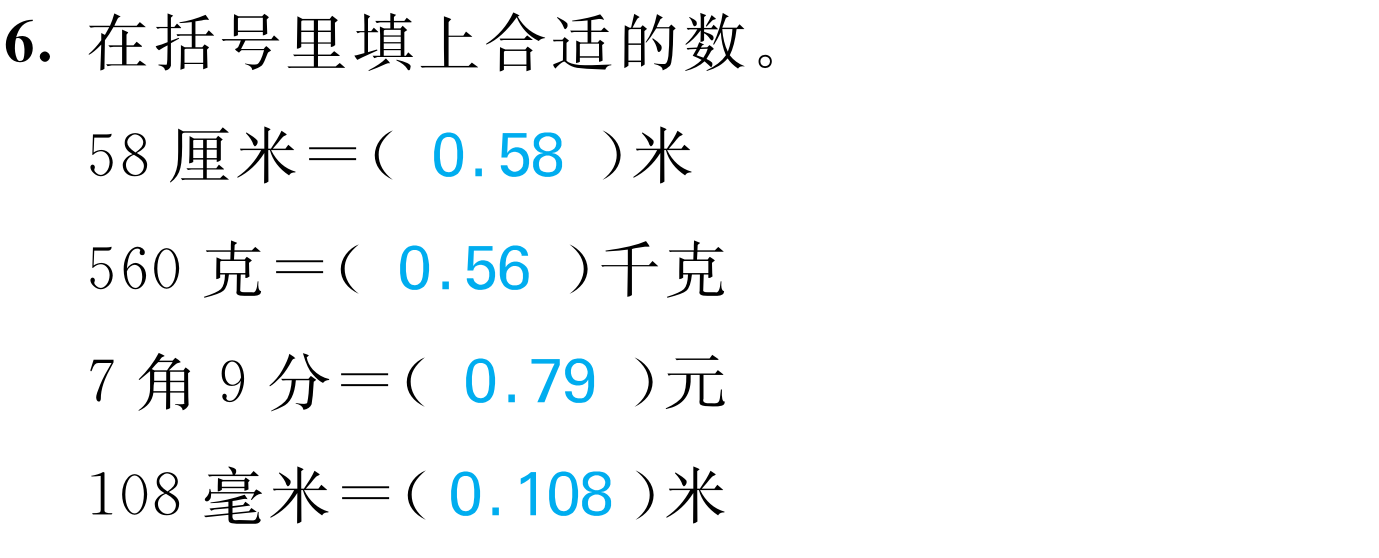 6. 在括号里填上合适的数。
58 厘米=( 0.58 )米
560 克=( 0.56 )千克
7 角 9 分=( 0.79 )元
108 毫米=( 0.108 )米